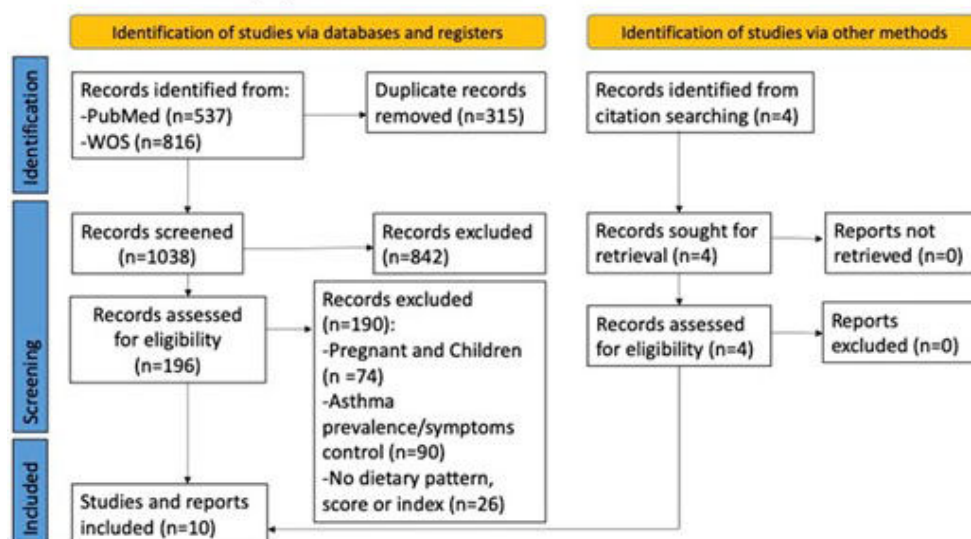 Identification of studies via databases and registers
Identification of studies via other methods
Identification
Records identified from:
-PubMed (n=537)
-WOS (n=816)
Duplicate records
removed (n=315)
Records identified from
citation searching (n=4)
Screening
Records screened
(n=1038)
Records excluded
(n=842)
Records sought for
retrieval (n=4)
Reports not
retrieved (n=0)
Records assessed
for eligibility
(n=196)
Records excluded
(n=190):
-Pregnant and Children
(n =74)
-Asthma
prevalence/symptoms
control (n=90)
-No dietary pattern,
score or index (n=26)
Records assessed
for eligibility (n=4)
Reports
excluded (n=0)
Included
Studies and reports
included (n=10)